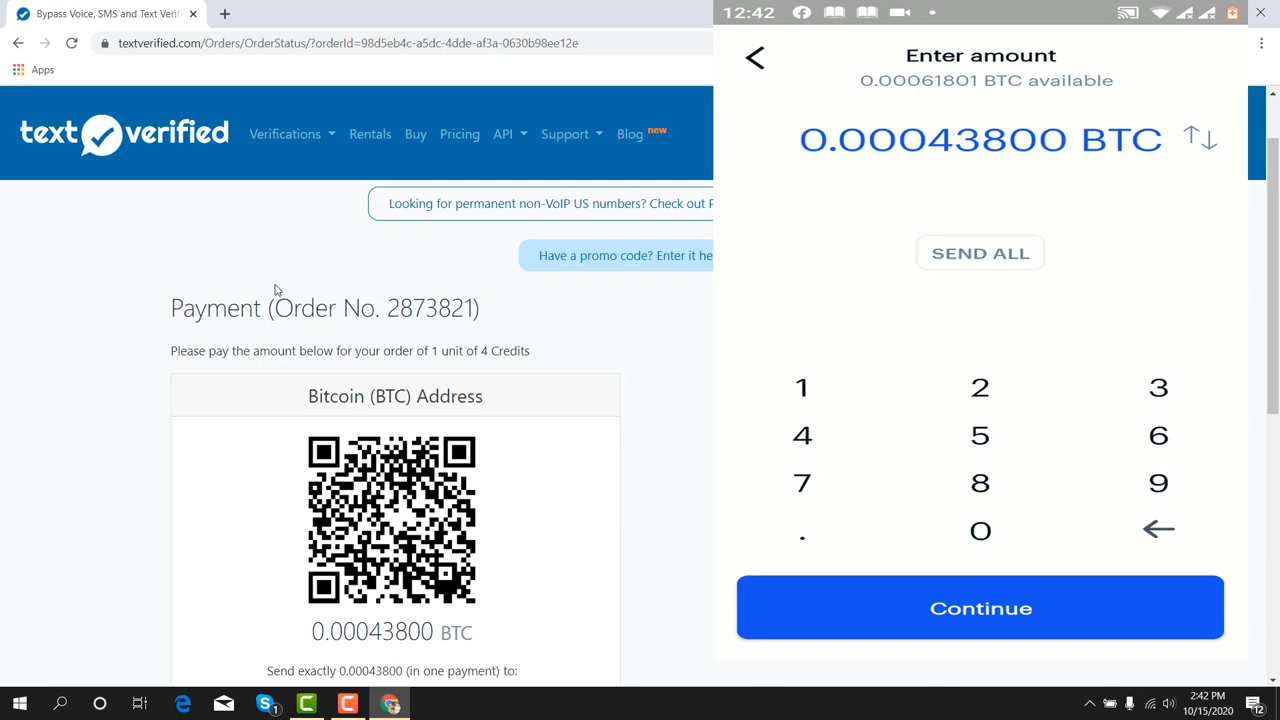 Bypass Voice, SMS and Text Verif
textverified.com/Orders/OrderStatus/?orderId=98d5eb4c-a5dc-4dde-af3a-0630b98ee12e
Apps
text verified
Verifications
Rentals
Buy
Pricing
API
Support
Blog new
Looking for permanent non-VoIP US numbers? Check out
Have a promo code? Enter it he
Payment (Order No. 2873821)
Please pay the amount below for your order of 1 unit of 4 Credits
Bitcoin (BTC) Address
0.00043800 BTC
Send exactly 0.00043800 (in one payment) to:
12:42
Enter amount
0.00061801 BTC available
0.00043800 BTC
SEND ALL
1 2 3
4 5 6
7 8 9
. 0
Continue
1
2:42 PM
10/15/2020
12